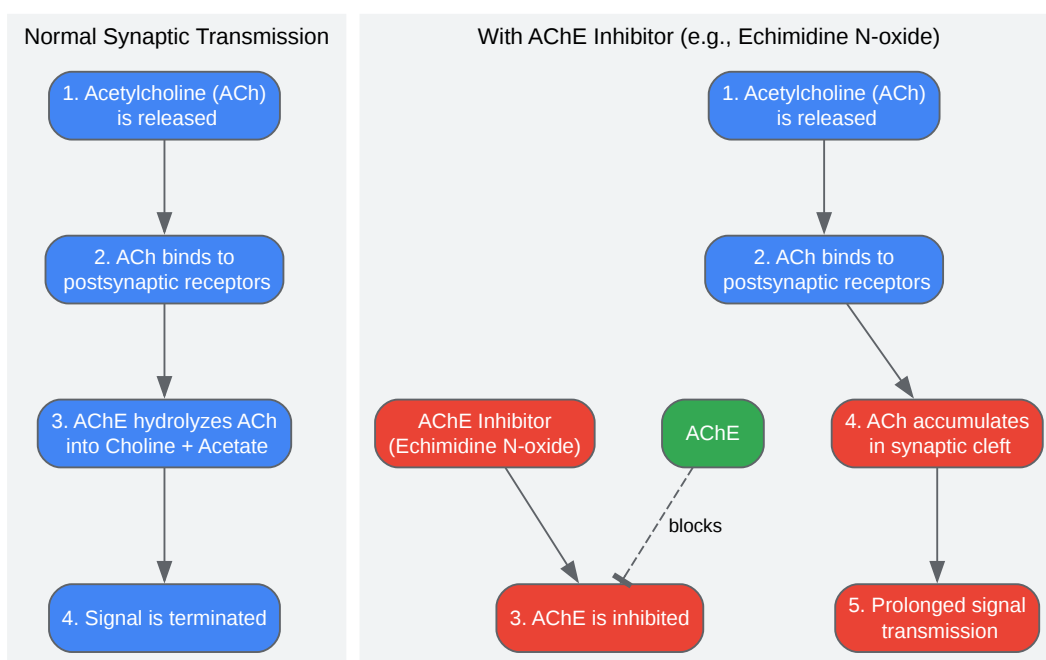 Normal Synaptic Transmission
1. Acetylcholine (ACh)
is released
2. ACh binds to
postsynaptic receptors
3. AChE hydrolyzes ACh
into Choline + Acetate
4. Signal is terminated
With AChE Inhibitor (e.g., Echimidine N-oxide)
1. Acetylcholine (ACh)
is released
2. ACh binds to
postsynaptic receptors
AChE Inhibitor
(Echimidine N-oxide)
AChE
4. ACh accumulates
in synaptic cleft
blocks
3. AChE is inhibited
5. Prolonged signal
transmission